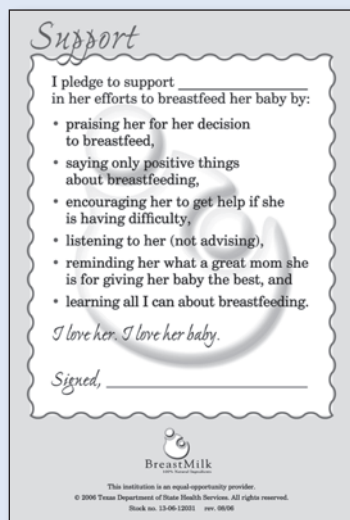 Support
I pledge to support
in her efforts to breastfeed her baby by:
• praising her for her decision
to breastfeed,
• saying only positive things
about breastfeeding,
• encouraging her to get help if she
is having difficulty,
• listening to her (not advising),
• reminding her what a great mom she
is for giving her baby the best, and
• learning all I can about breastfeeding.
I love her. I love her baby.
Signed,
BreastMilk
100% Natural Ingredients
This institution is an equal-opportunity provider.
© 2006 Texas Department of State Health Services. All rights reserved.
Stock no. 13-06-12031 rev. 08/06